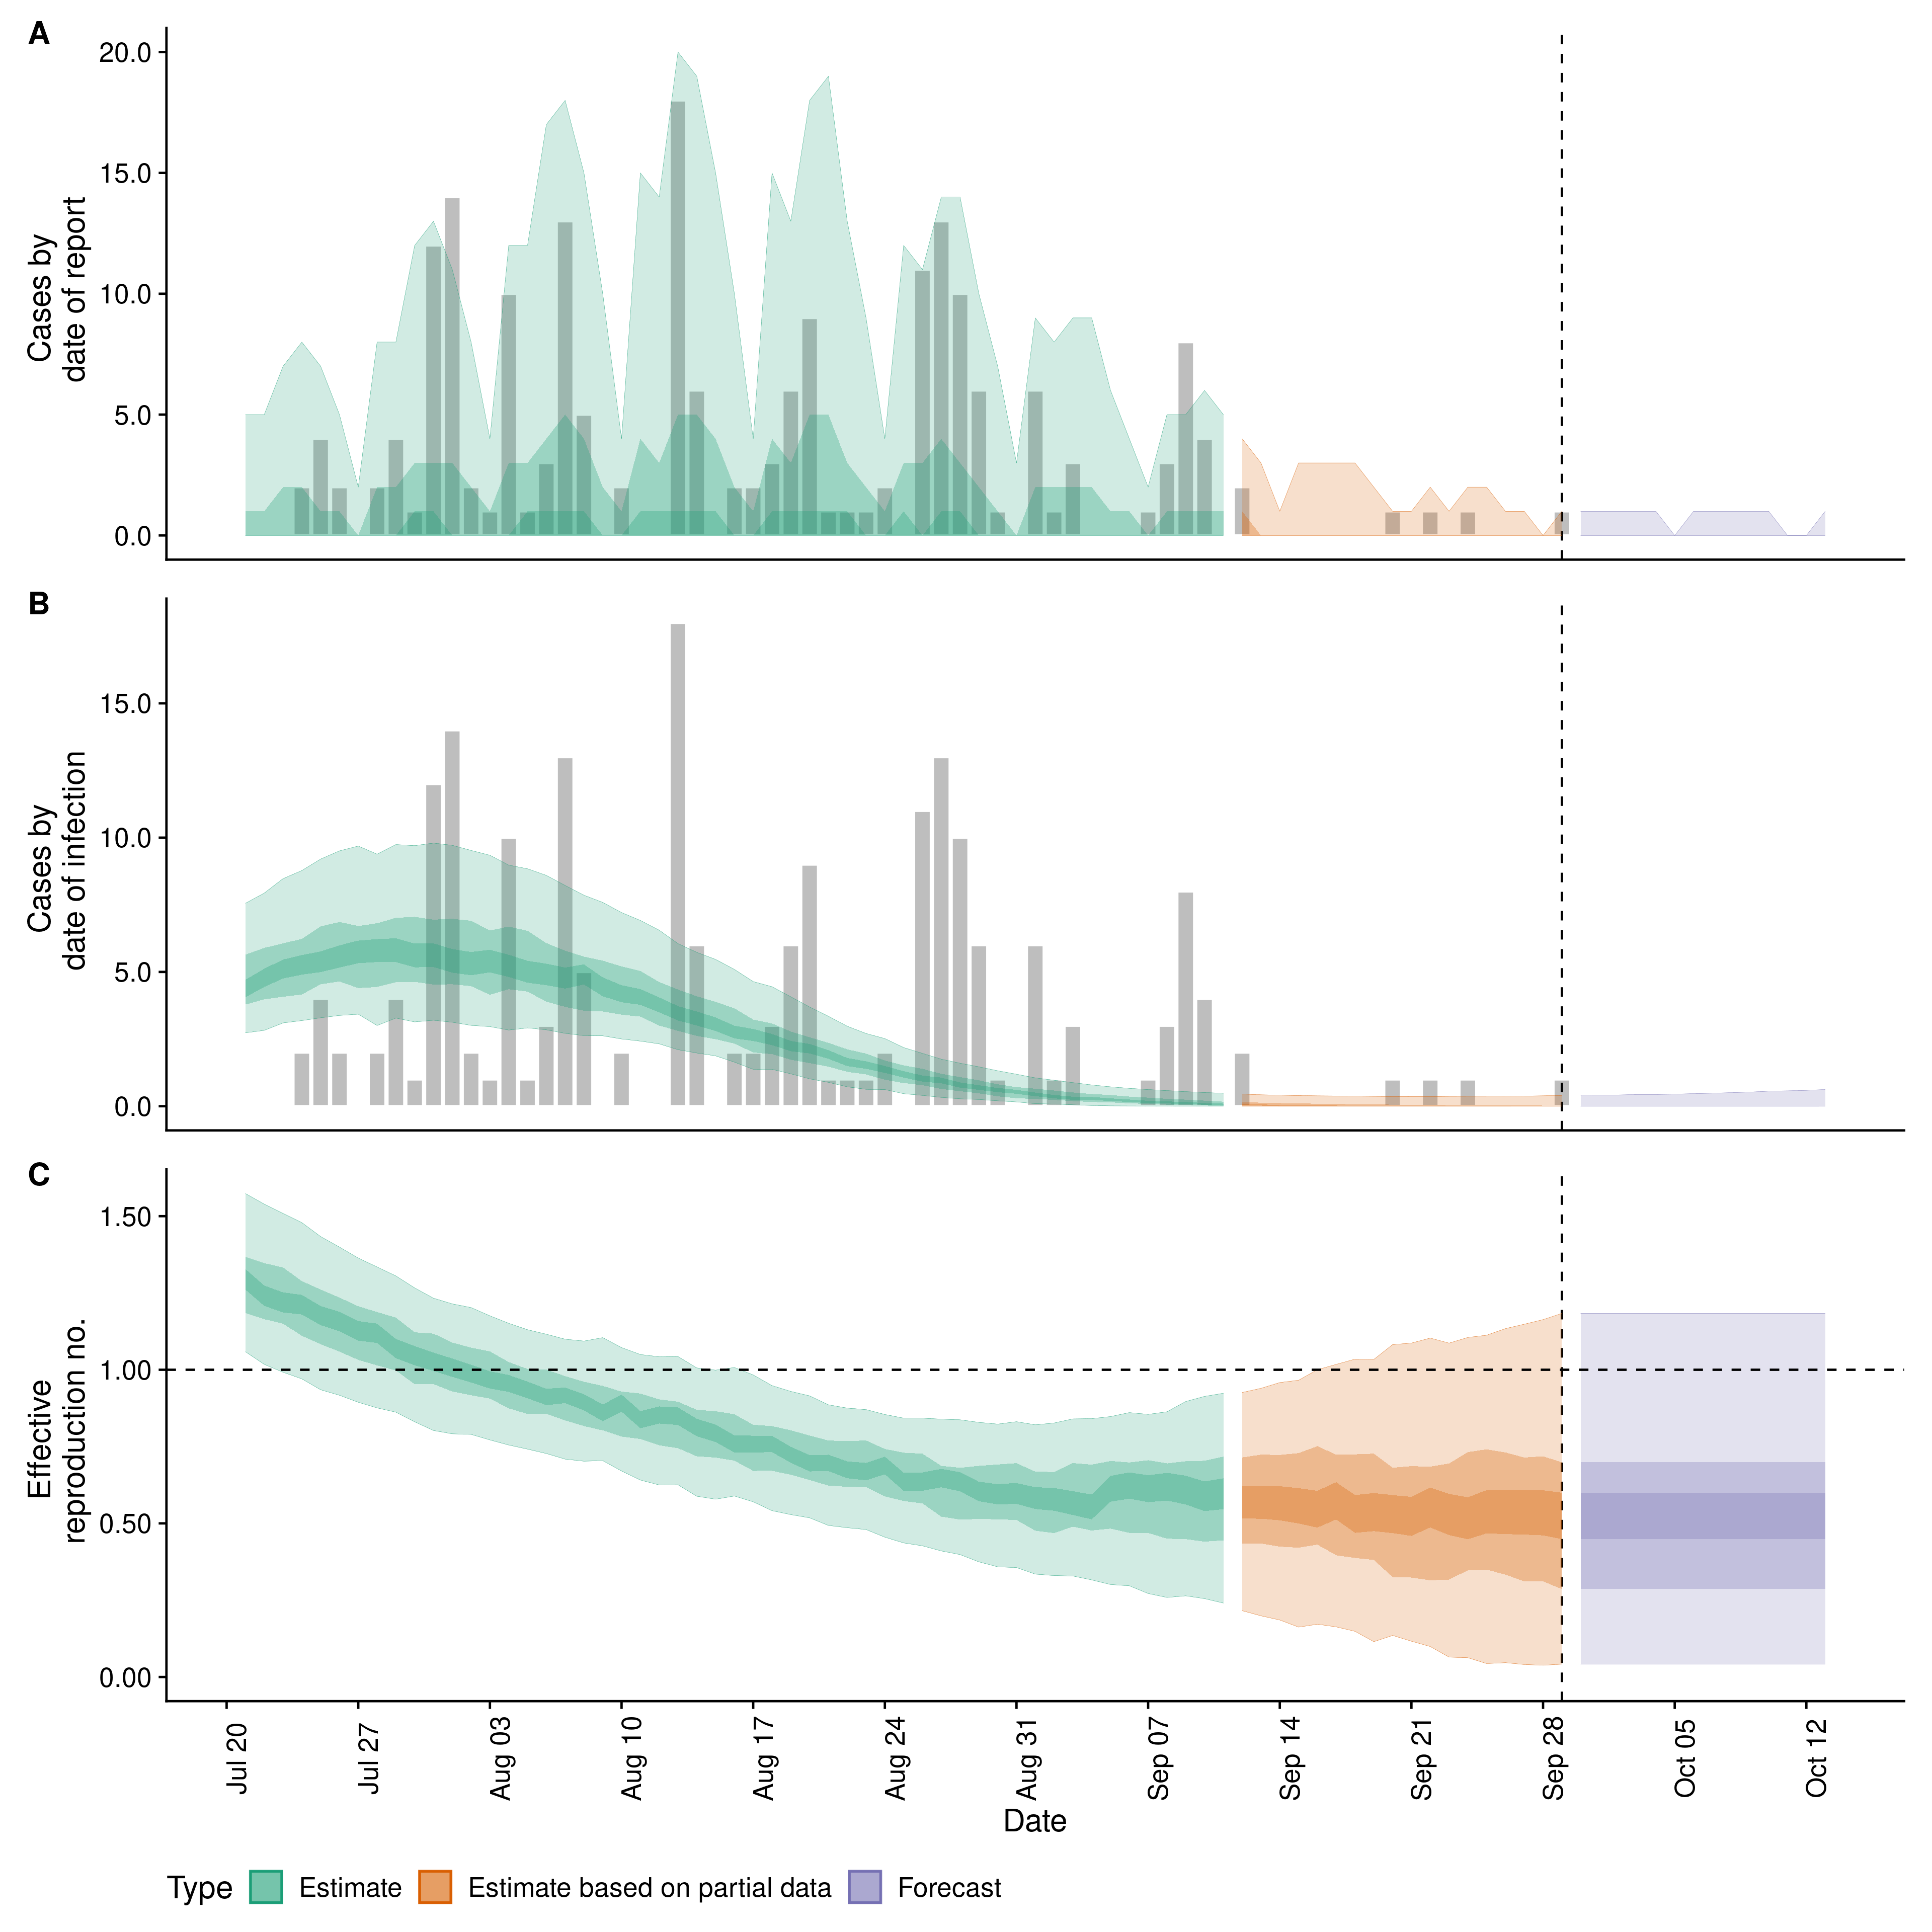 A
20.0
15.0
10.0
5.0
0.0
Cases by
date of report
B
15.0
10.0
5.0
0.0
Cases by
date of infection
C
1.50
1.00
0.50
0.00
Effective
reproduction no.
Jul 20
Jul 27
Aug 03
Aug 10
Aug 17
Aug 24
Aug 31
Sep 07
Sep 14
Sep 21
Sep 28
Oct 05
Oct 12
Date
Type Estimate Estimate based on partial data Forecast